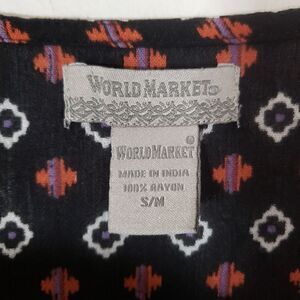 WORLD MARKET®
WORLD MARKET®
MADE IN INDIA
100% RAYON
S/M